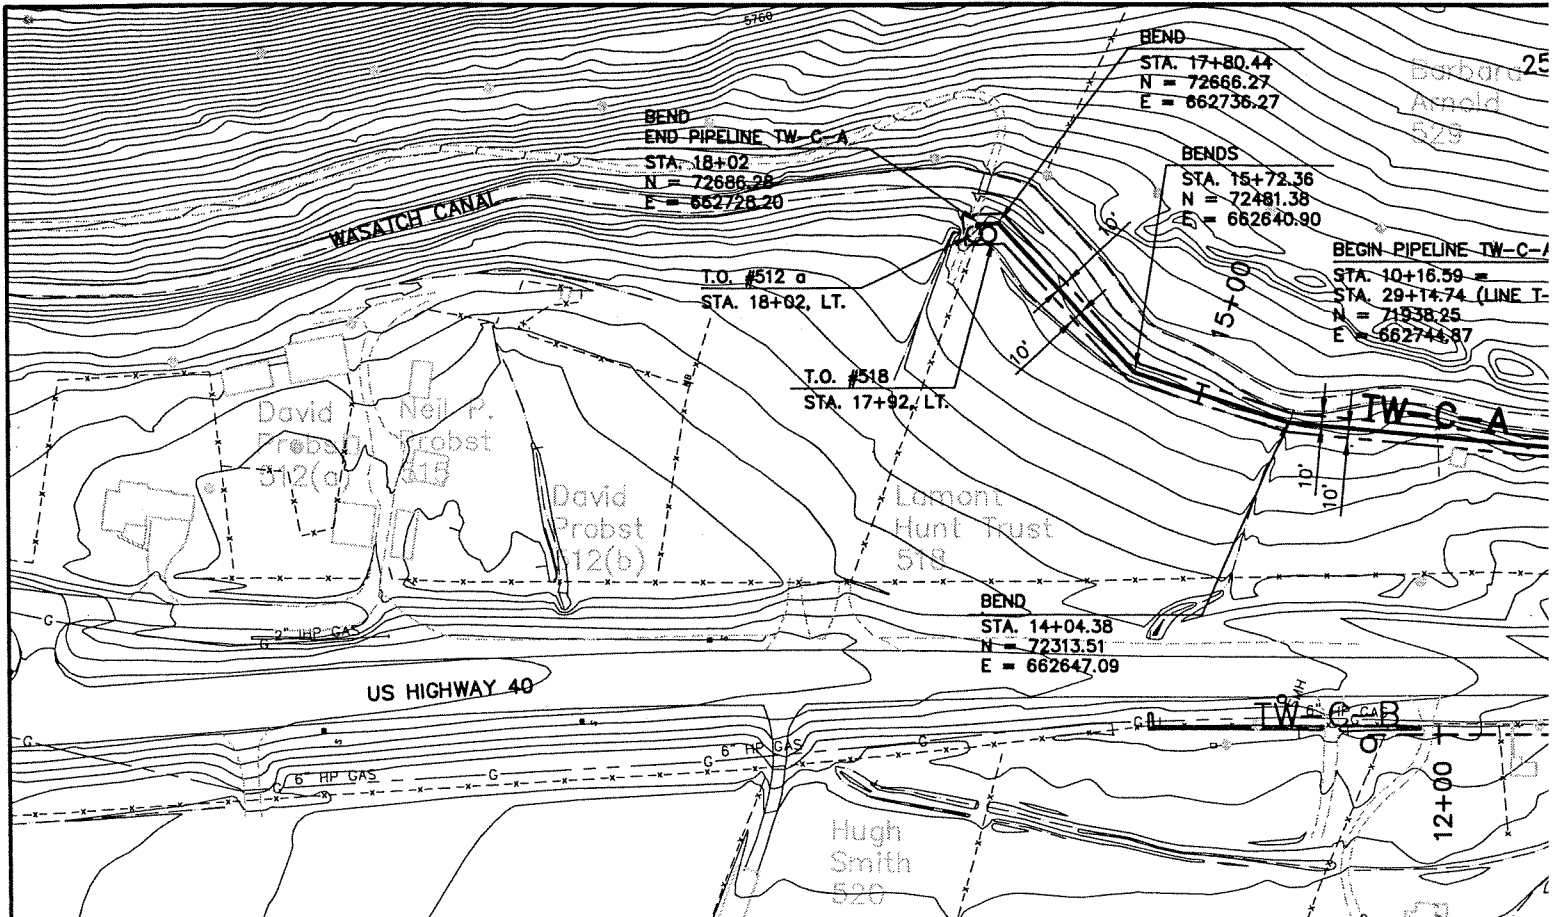 5760
BEND
STA. 17+80.44
N = 72666.27
E = 662736.27
Barbara
Arnold
529
25
BEND
END PIPELINE TW-C-A
STA. 18+02
N = 72686.28
E = 662728.20
BENDS
STA. 15+72.36
N = 72481.38
E = 662640.90
WASATCH CANAL
10'
BEGIN PIPELINE TW-C-A
STA. 10+16.59 =
STA. 29+14.74 (LINE T-
N = 71938.25
E = 662744.87
T.O. #512 a
STA. 18+02, LT.
15+00
10'
T.O. #518
STA. 17+92, LT.
TW-C-A
David
Probst
512(a)
Neil P.
Probst
515
10'
10'
David
Probst
512(b)
Lamont
Hunt Trust
518
BEND
STA. 14+04.38
N = 72313.51
E = 662647.09
G
2" IHP GAS
G
US HIGHWAY 40
MH
TW-C-B
G
6" HP GAS
G
G
6" HP GAS
G
G
6" HP GAS
G
G
12+00
Hugh
Smith
520